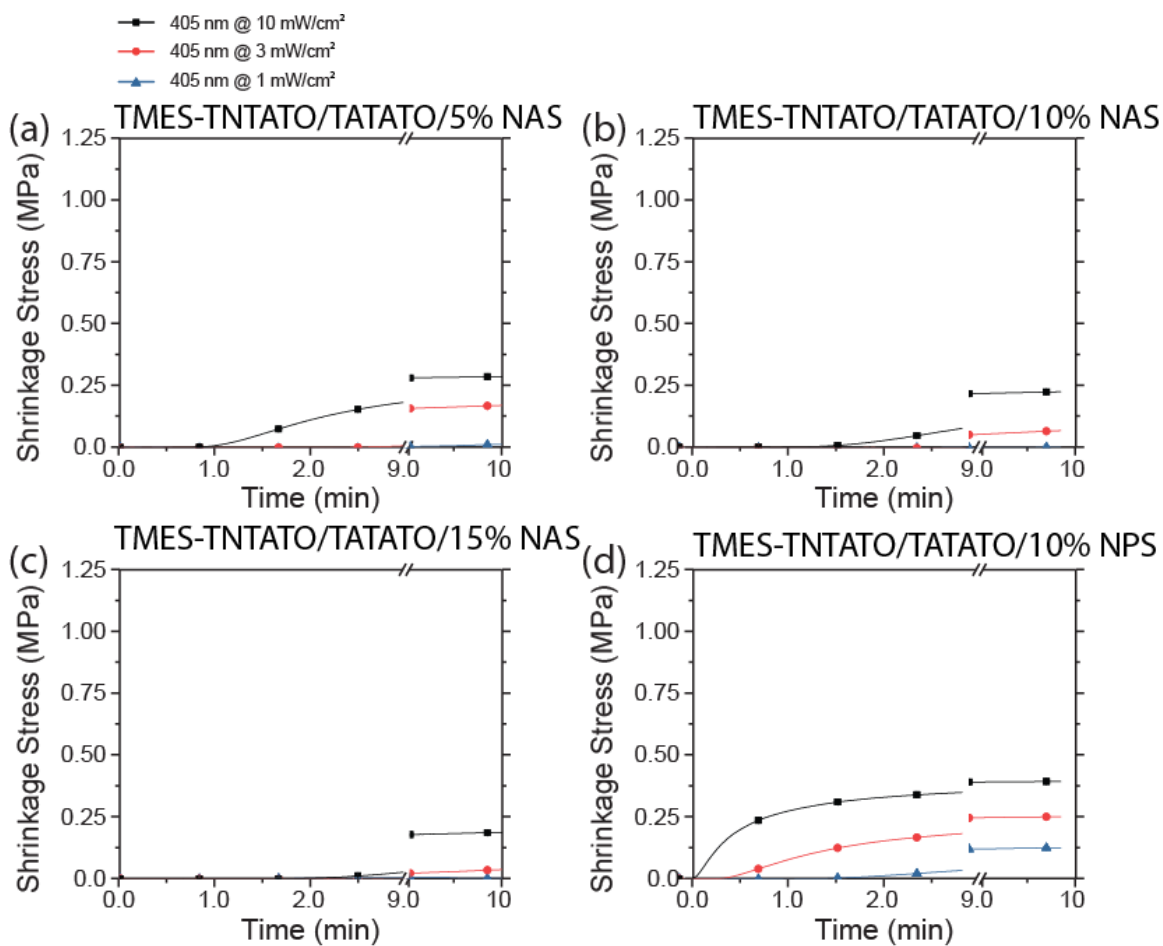 405 nm @ 10 mW/cm²
405 nm @ 3 mW/cm²
405 nm @ 1 mW/cm²
(a) TMES-TNTATO/TATATO/5% NAS
1.25
1.00
0.75
0.50
0.25
0.0
Shrinkage Stress (MPa)
0.0 1.0 2.0 9.0 10
Time (min)
(b) TMES-TNTATO/TATATO/10% NAS
1.25
1.00
0.75
0.50
0.25
0.0
Shrinkage Stress (MPa)
0.0 1.0 2.0 9.0 10
Time (min)
(c) TMES-TNTATO/TATATO/15% NAS
1.25
1.00
0.75
0.50
0.25
0.00
Shrinkage Stress (MPa)
0.0 1.0 2.0 9.0 10
Time (min)
(d) TMES-TNTATO/TATATO/10% NPS
1.25
1.00
0.75
0.50
0.25
0.00
Shrinkage Stress (MPa)
0.0 1.0 2.0 9.0 10
Time (min)